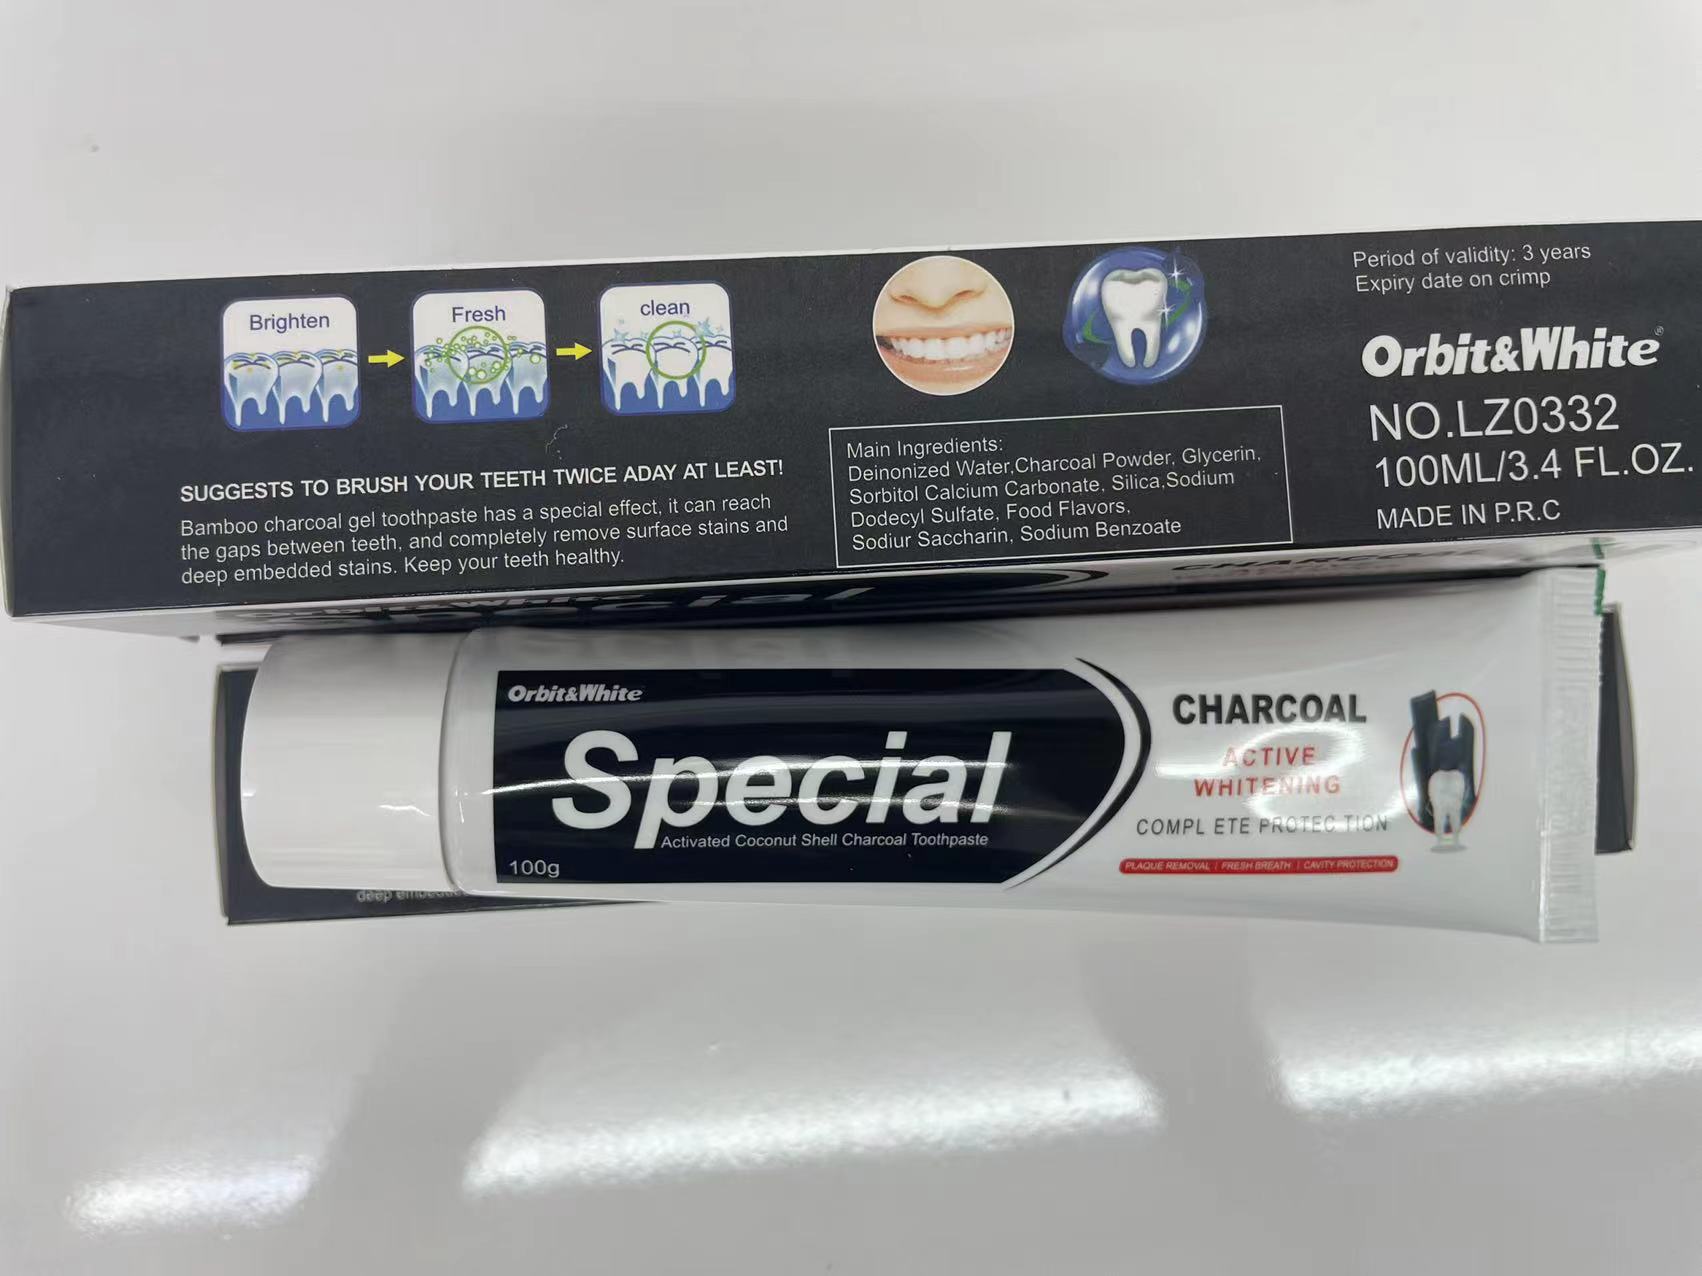 Brighten
Fresh
clean
SUGGESTS TO BRUSH YOUR TEETH TWICE ADAY AT LEAST!
Bamboo charcoal gel toothpaste has a special effect, it can reach
the gaps between teeth, and completely remove surface stains and
deep embedded stains. Keep your teeth healthy.
Main Ingredients:
Deinonized Water,Charcoal Powder, Glycerin,
Sorbitol Calcium Carbonate, Silica,Sodium
Dodecyl Sulfate, Food Flavors,
Sodiur Saccharin, Sodium Benzoate
Period of validity: 3 years
Expiry date on crimp
Orbit&White®
NO.LZ0332
100ML/3.4 FL.OZ.
MADE IN P.R.C
CHARCOAL
Orbit&White
Special
Activated Coconut Shell Charcoal Toothpaste
100g
CHARCOAL
ACTIVE
WHITENING
COMPL ETE PROTEC TION
PLAQUE REMOVAL | FRESH BREATH | CAVITY PROTECTION
deep